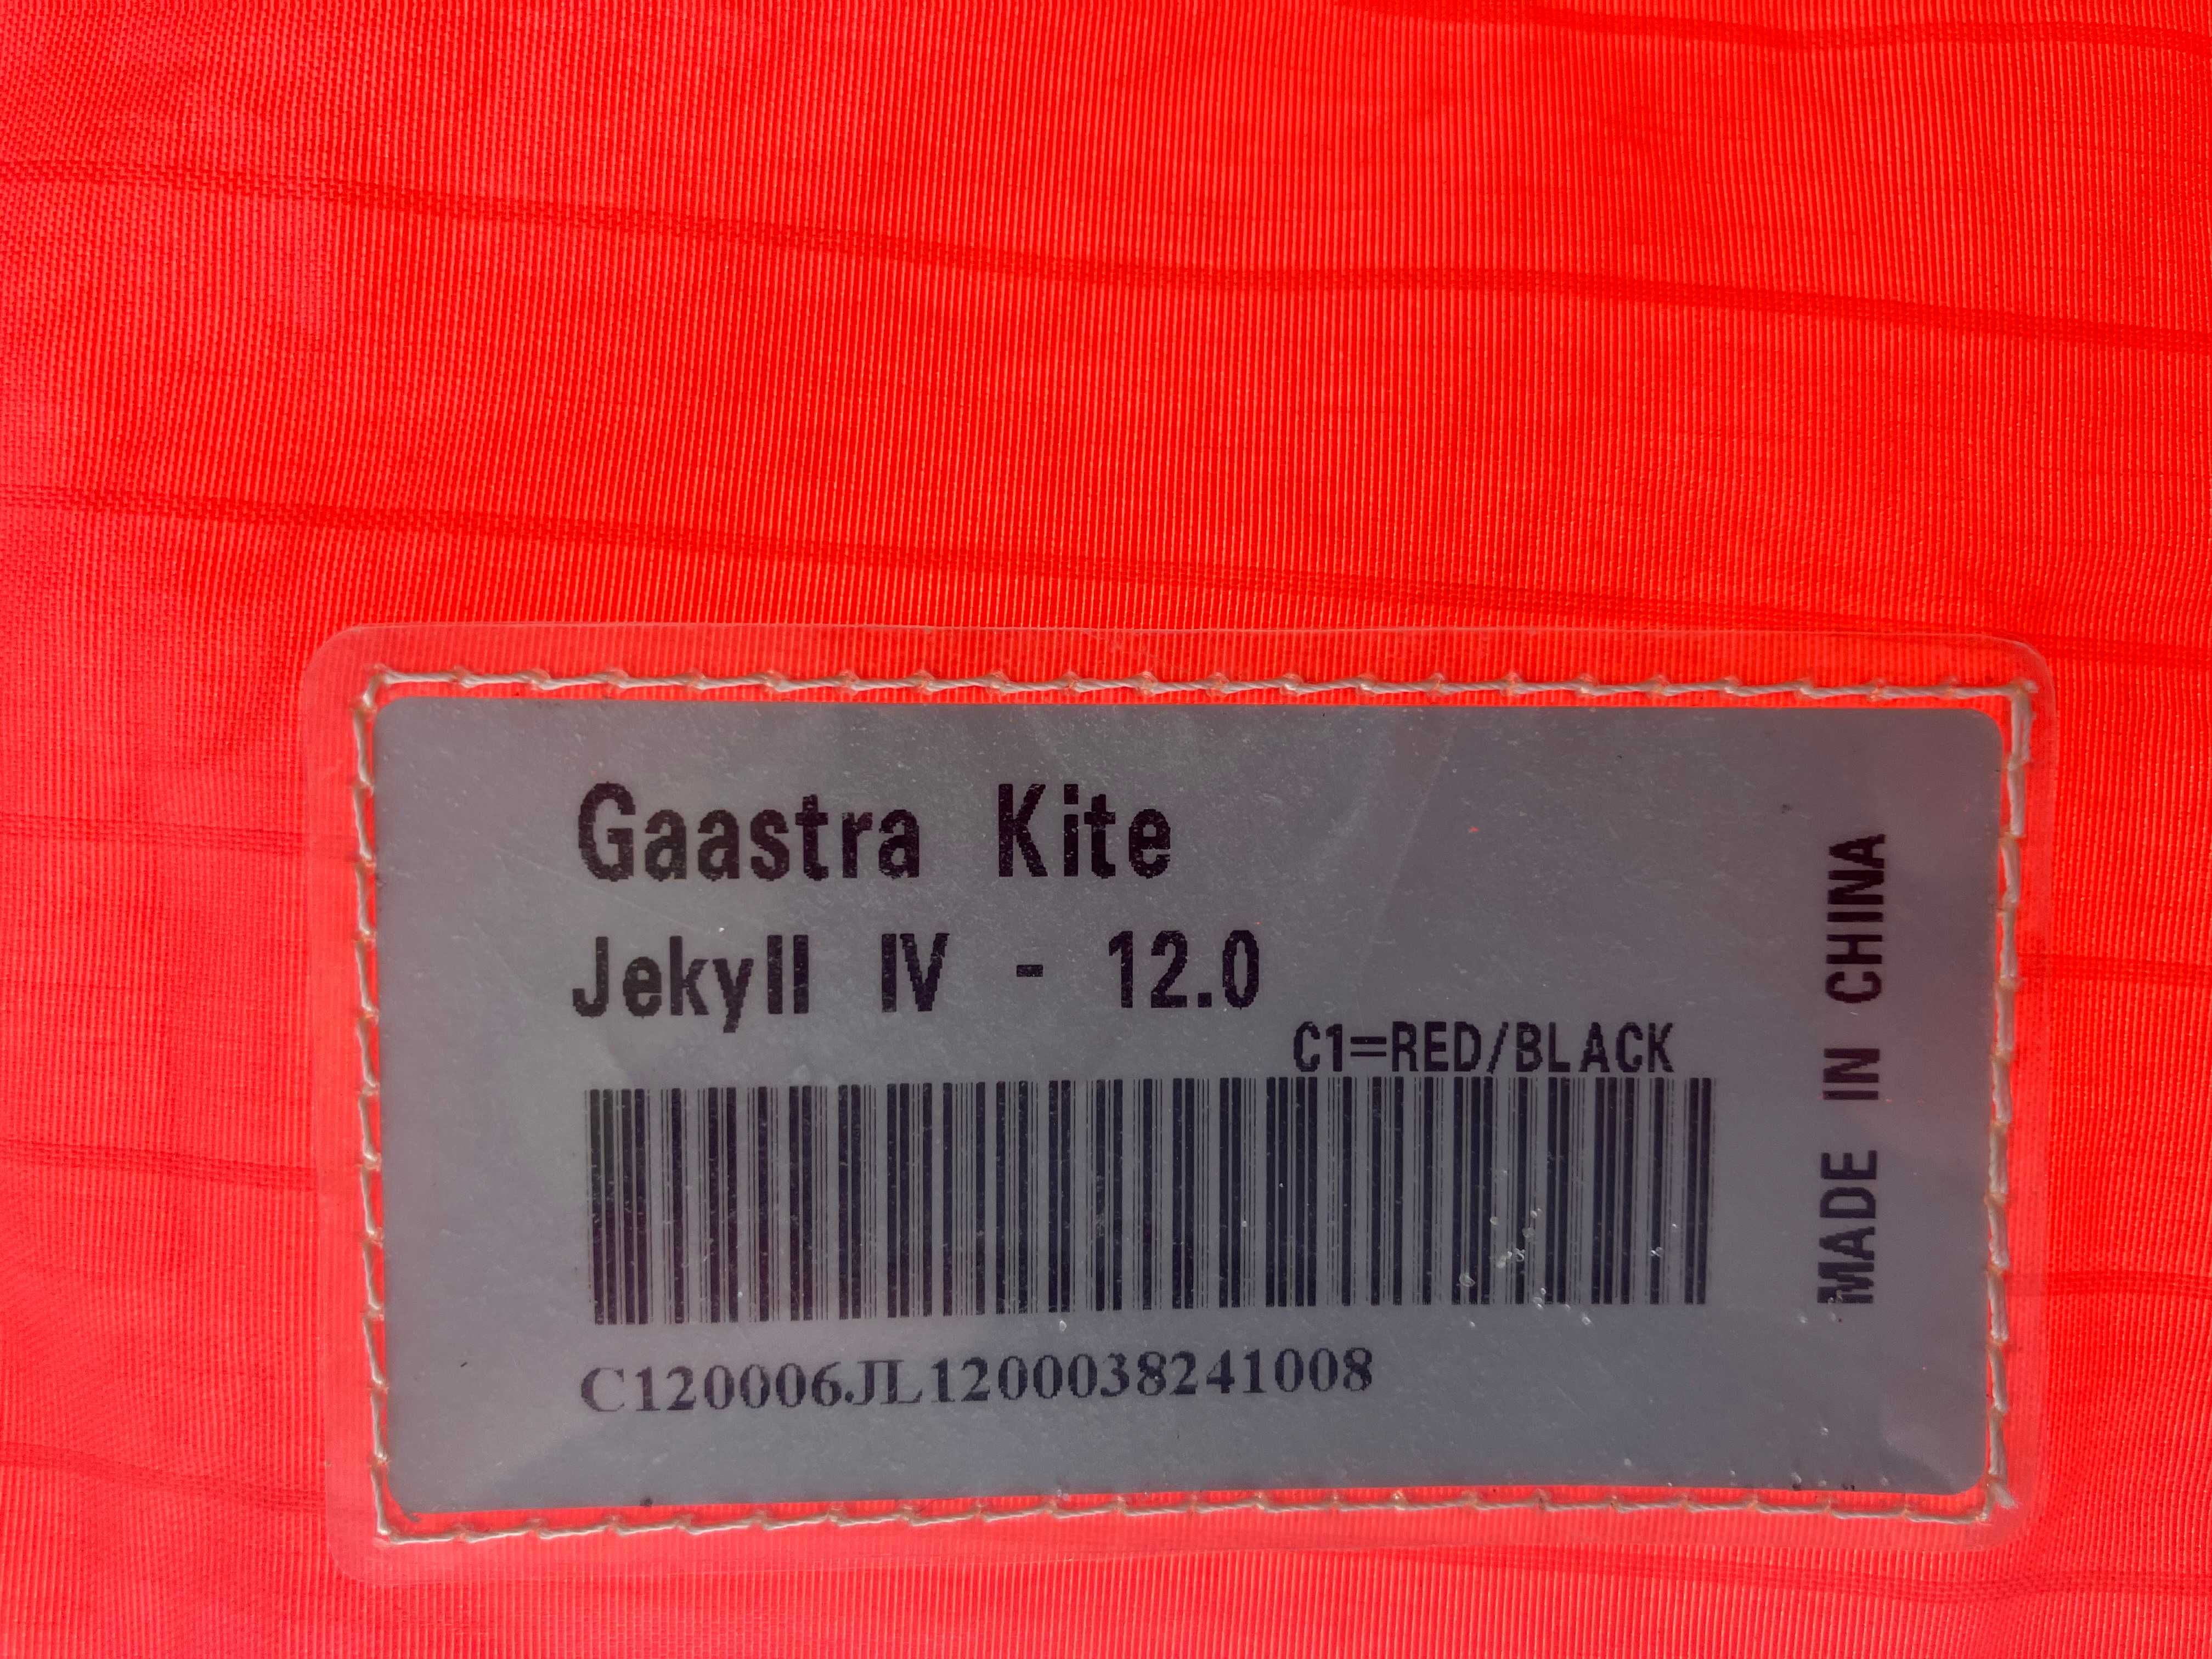 Gaastra Kite
Jekyll IV - 12.0
C1=RED/BLACK
C120006JL1200038241008
MADE IN CHINA